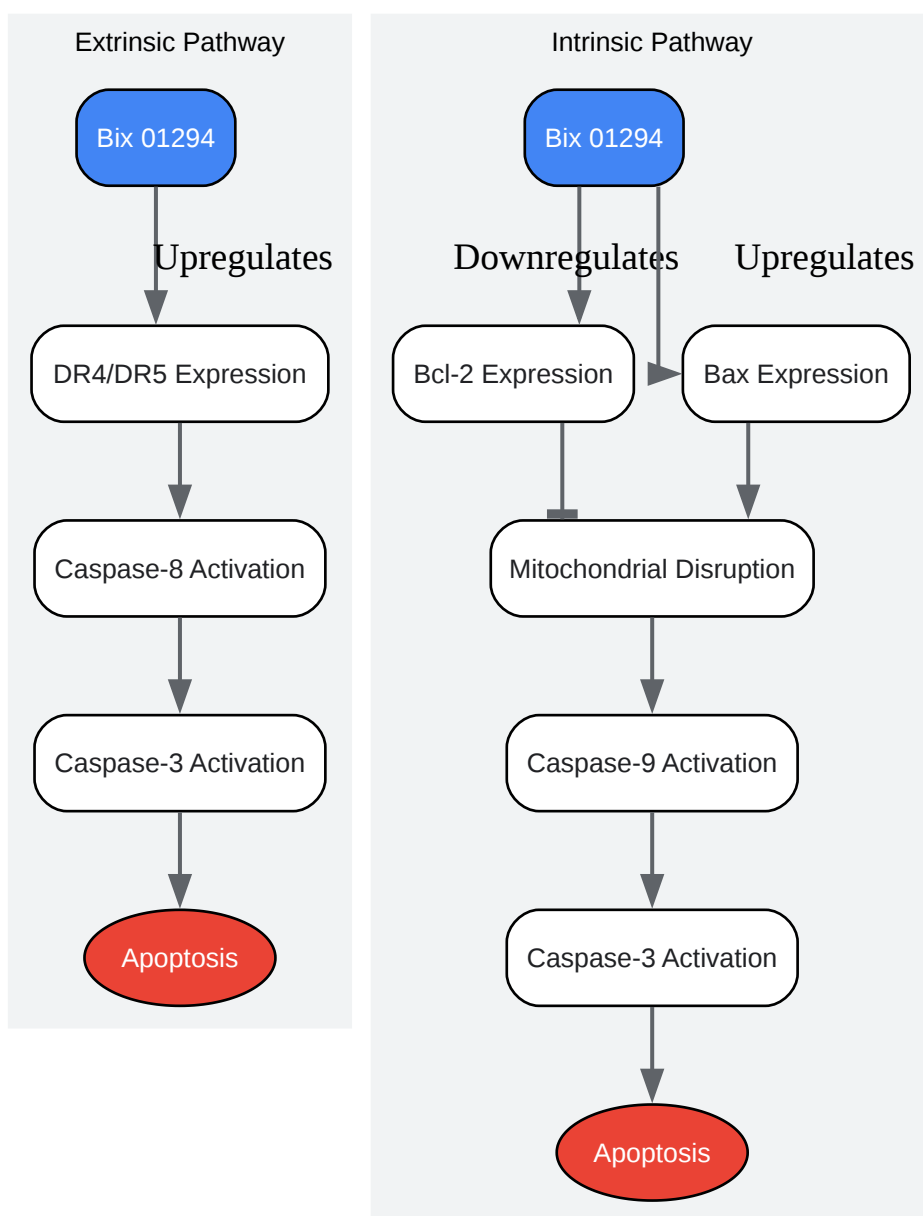 Extrinsic Pathway
Bix 01294
Upregulates
DR4/DR5 Expression
Caspase-8 Activation
Caspase-3 Activation
Apoptosis
Intrinsic Pathway
Bix 01294
Downregulates
Upregulates
Bcl-2 Expression
Bax Expression
Mitochondrial Disruption
Caspase-9 Activation
Caspase-3 Activation
Apoptosis